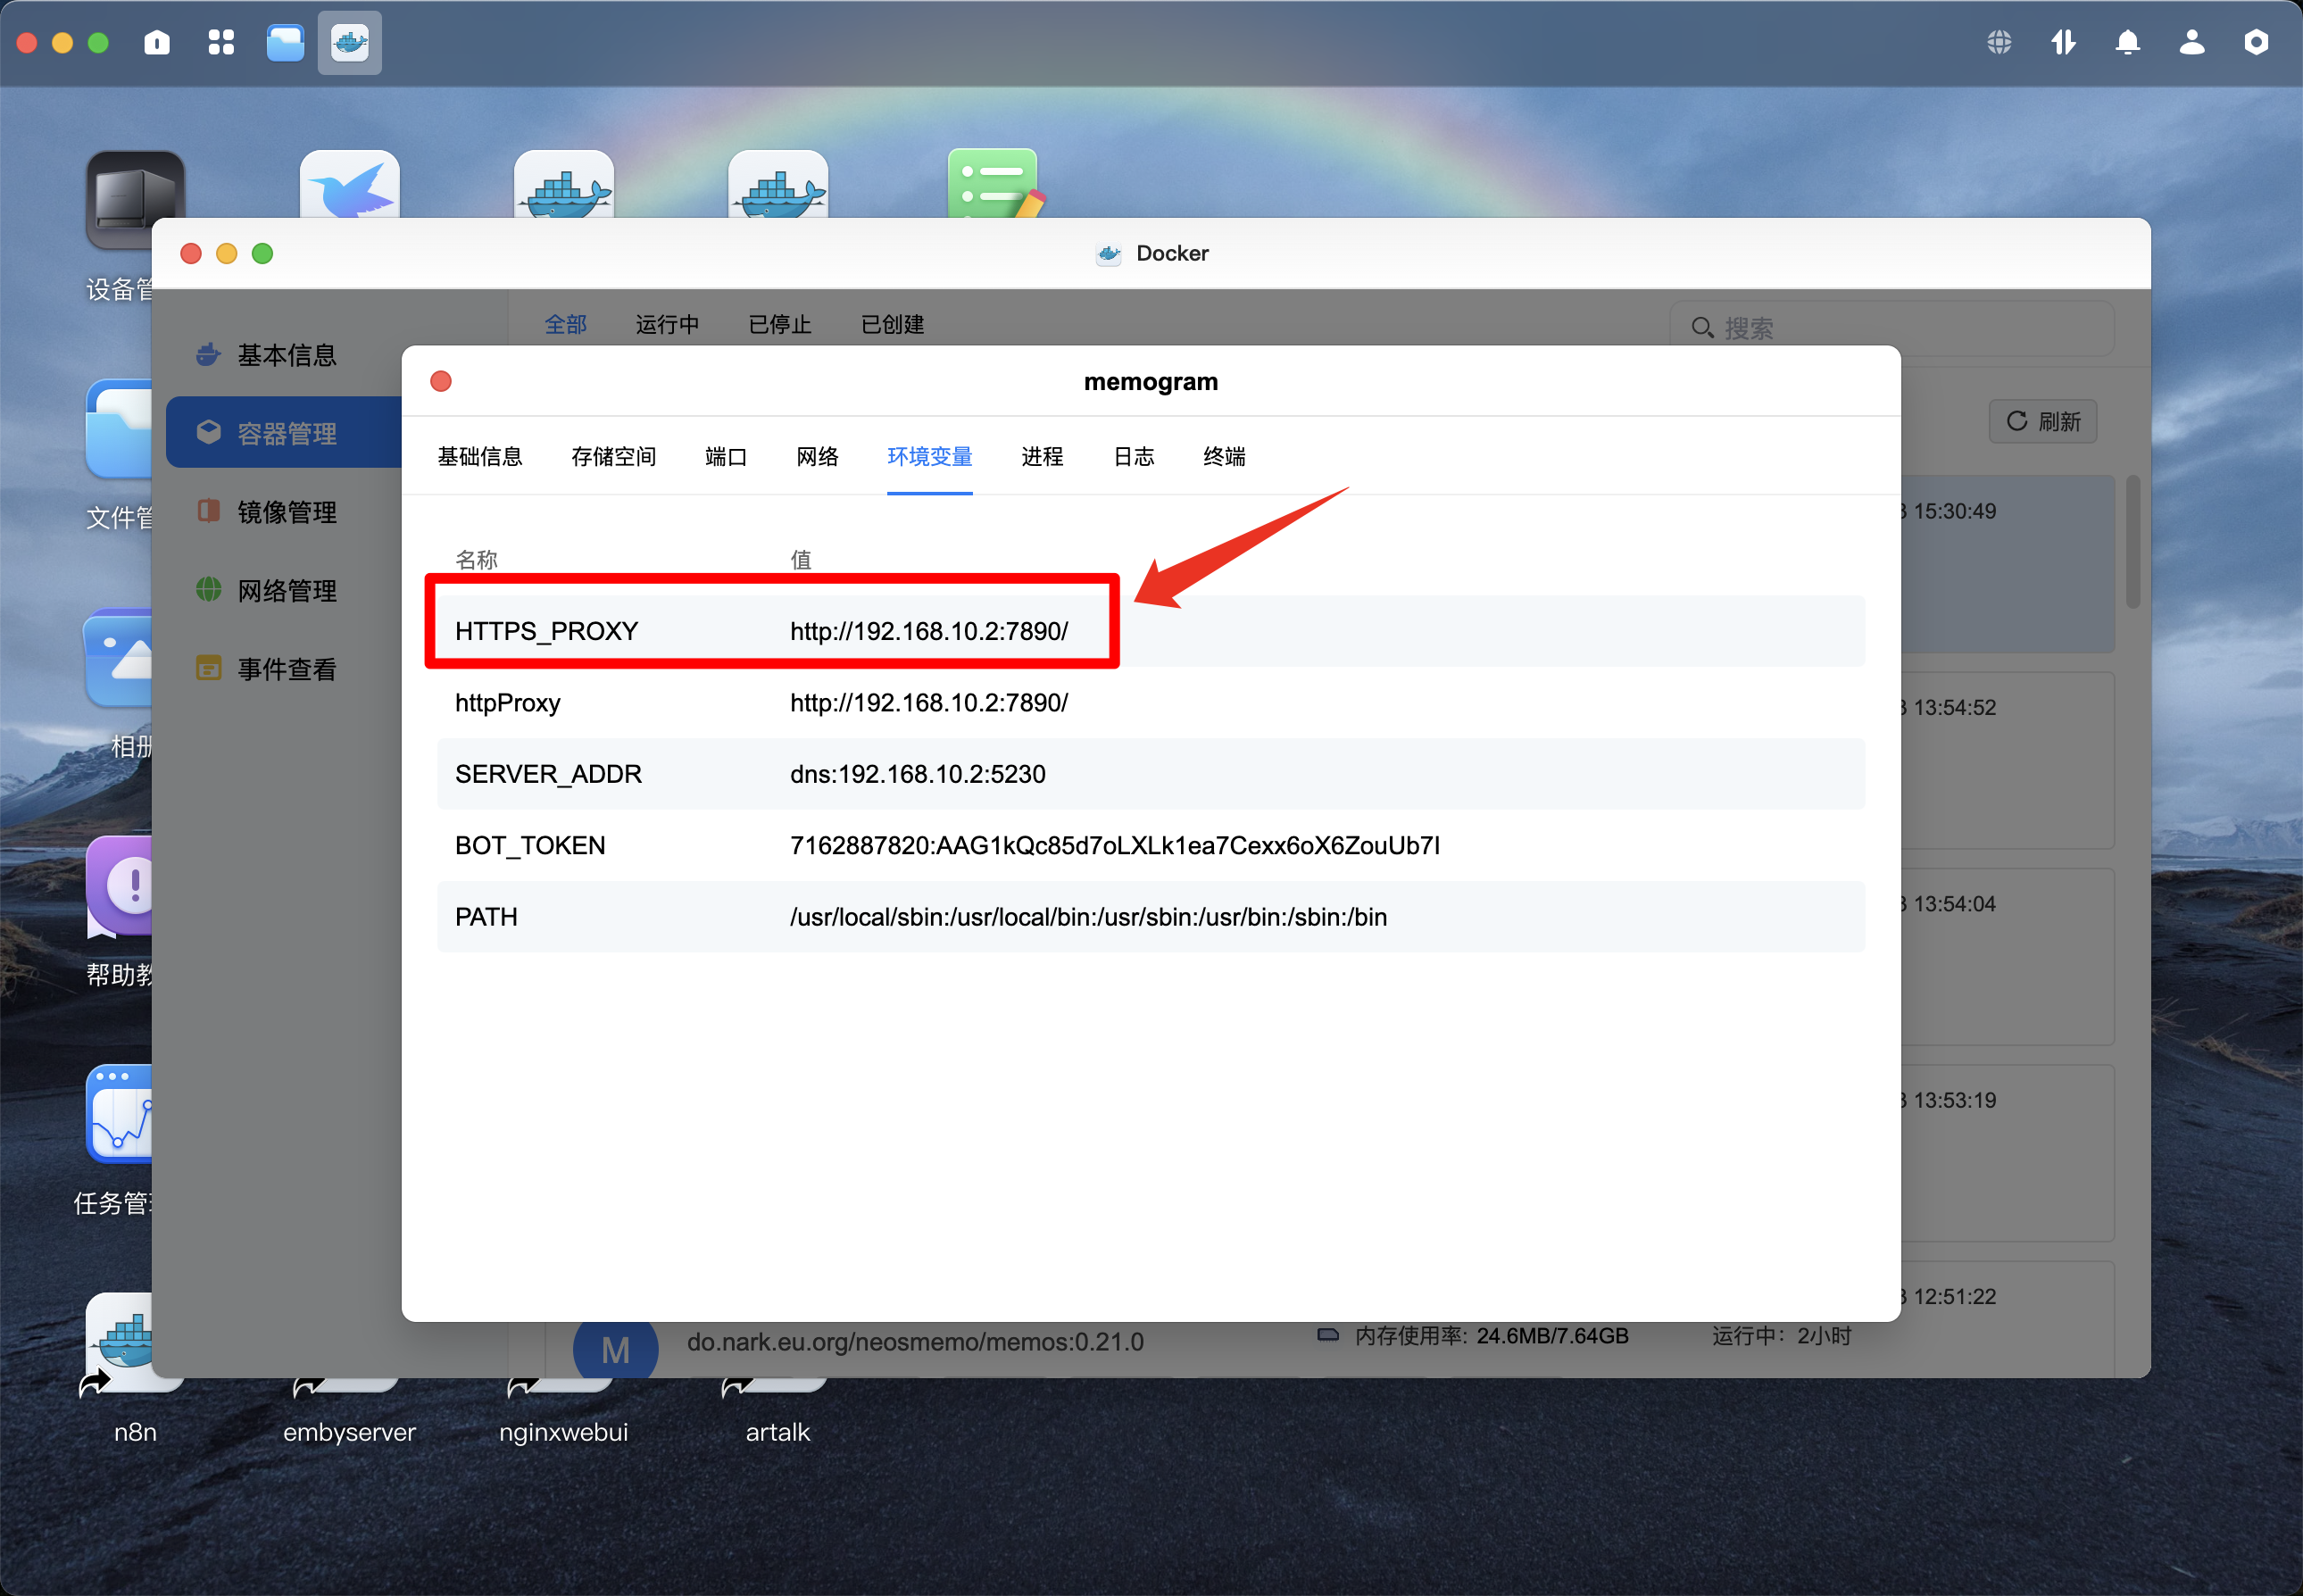 Docker
设备管
文件管
相册
帮助教
任务管
n8n
embyserver
nginxwebui
artalk
基本信息
容器管理
镜像管理
网络管理
事件查看
全部 运行中 已停止 已创建
搜索
刷新
memogram
基础信息 存储空间 端口 网络 环境变量 进程 日志 终端
名称 值
HTTPS_PROXY http://192.168.10.2:7890/
httpProxy http://192.168.10.2:7890/
SERVER_ADDR dns:192.168.10.2:5230
BOT_TOKEN 7162887820:AAG1kQc85d7oLXLk1ea7Cexx6oX6ZouUb7I
PATH /usr/local/sbin:/usr/local/bin:/usr/sbin:/usr/bin:/sbin:/bin
15:30:49
13:54:52
13:54:04
13:53:19
12:51:22
M
do.nark.eu.org/neosmemo/memos:0.21.0
内存使用率: 24.6MB/7.64GB
运行中: 2小时